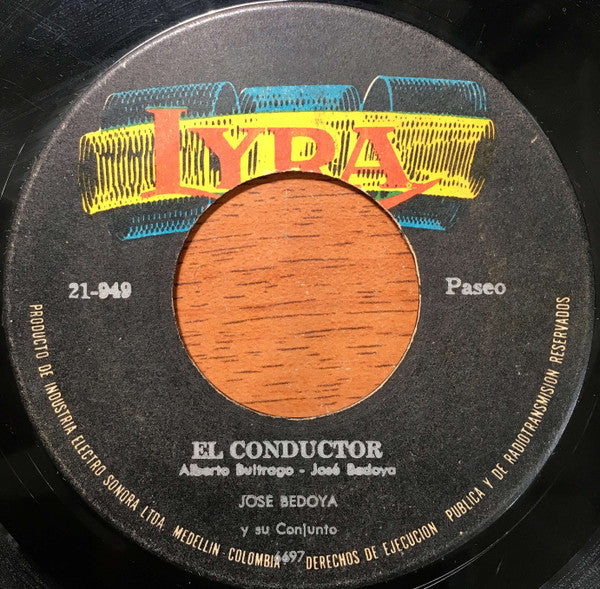 LYRA
21-949
Paseo
EL CONDUCTOR
Alberto Buitrago - José Bedoya
JOSE BEDOYA
y su Conjunto
PRODUCTO DE INDUSTRIA ELECTRO SONORA LTDA. MEDELLIN COLOMBIA DERECHOS DE EJECUCION PUBLICA Y DE RADIOTRANSMISION RESERVADOS